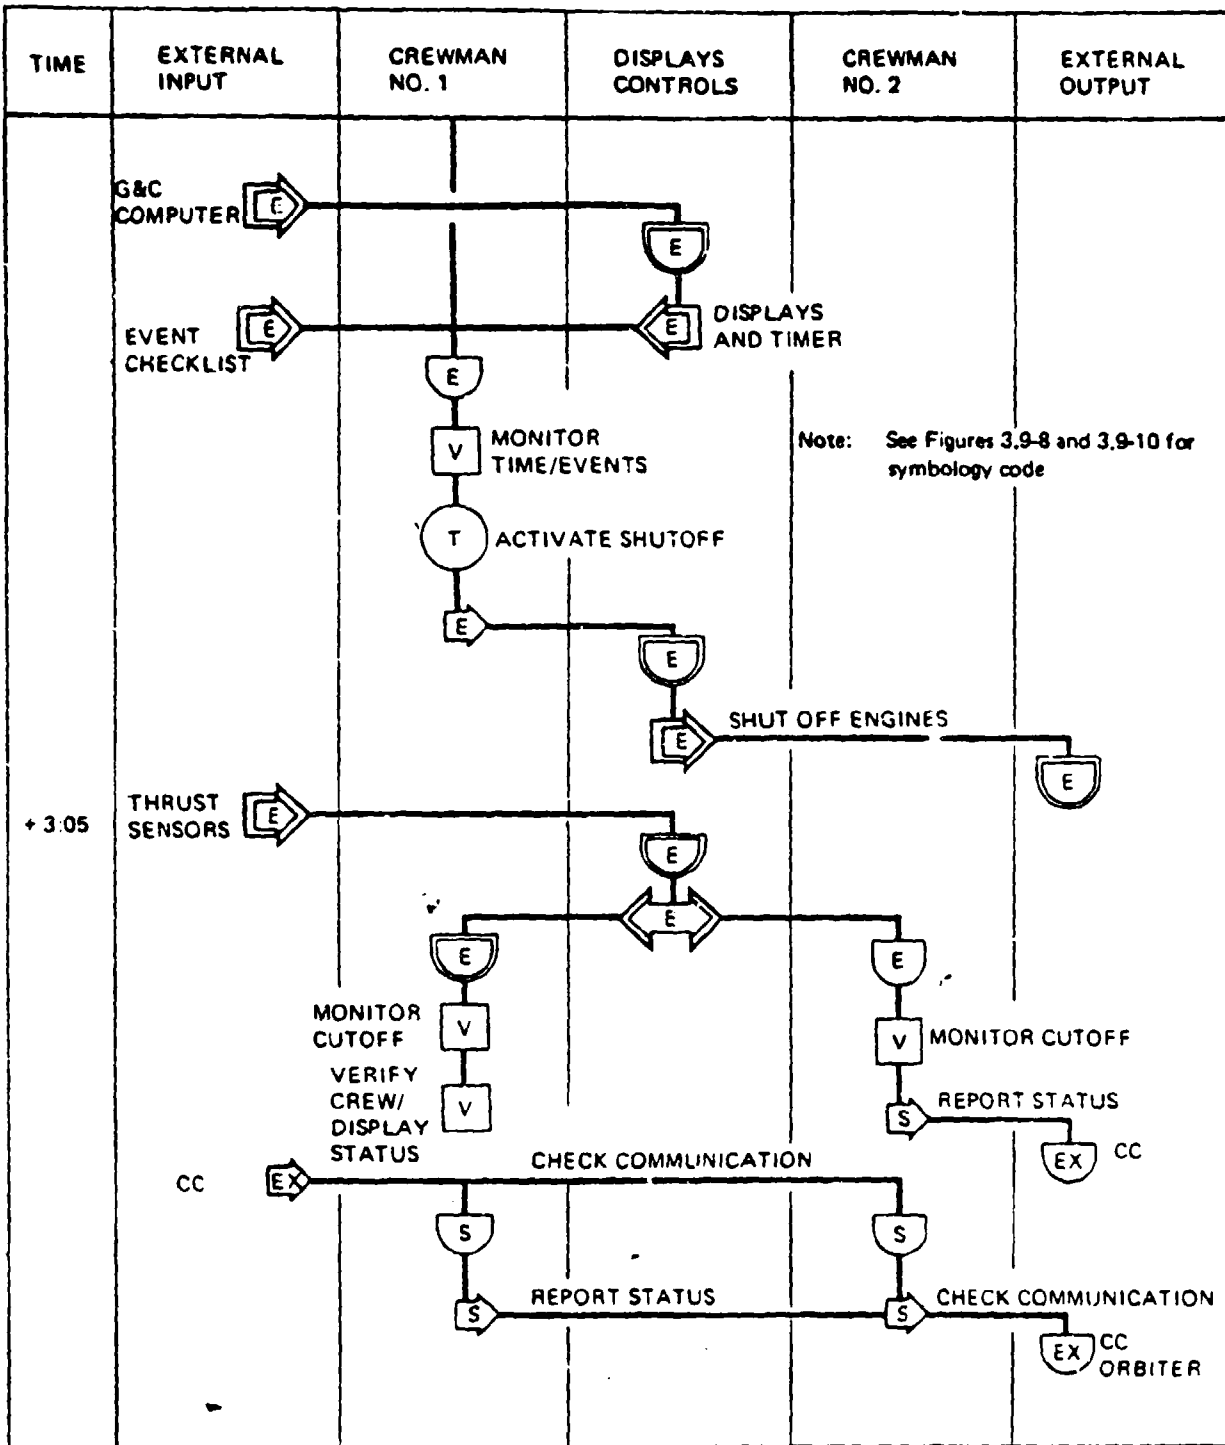 TIME
EXTERNAL
INPUT
CREWMAN
NO. 1
DISPLAYS
CONTROLS
CREWMAN
NO. 2
EXTERNAL
OUTPUT
G&C
COMPUTER
E
E
EVENT
CHECKLIST
E
E
DISPLAYS
AND TIMER
E
V
MONITOR
TIME/EVENTS
Note: See Figures 3.9-8 and 3.9-10 for
symbology code
T
ACTIVATE SHUTOFF
E
E
E
SHUT OFF ENGINES
E
+ 3:05
THRUST
SENSORS
E
E
E
E
E
MONITOR
CUTOFF
V
V
MONITOR CUTOFF
VERIFY
CREW/
DISPLAY
STATUS
V
S
REPORT STATUS
EX
CC
CC
EX
CHECK COMMUNICATION
S
S
S
REPORT STATUS
S
CHECK COMMUNICATION
EX
CC
ORBITER